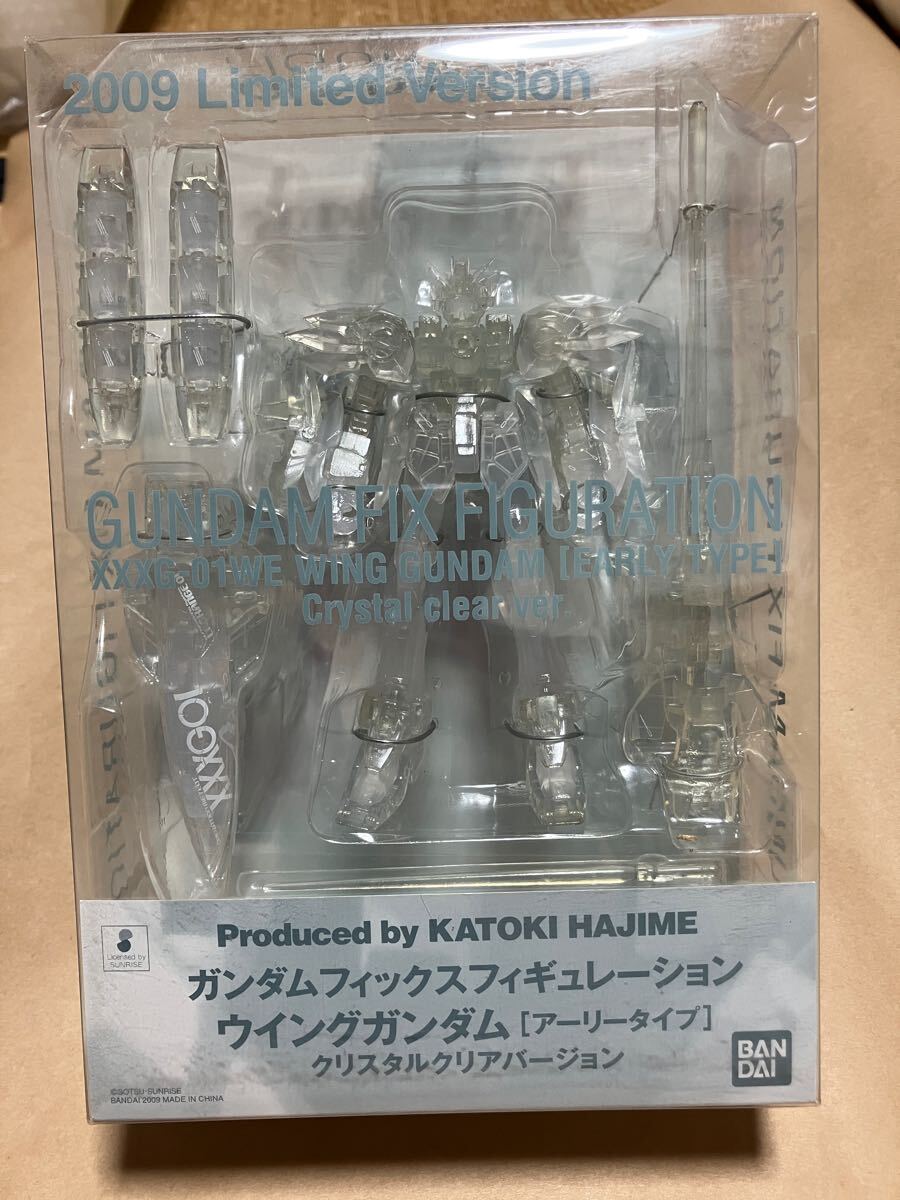 2009 Limited Version
GUNDAM FIX FIGURATION
XXXG-01WE WING GUNDAM [EARLY TYPE]
Crystal clear ver.
XXXG01
Produced by KATOKI HAJIME
Licensed by
SUNRISE
ガンダムフィックスフィギュレーション
ウイングガンダム [アーリータイプ]
クリスタルクリアバージョン
BAN
DAI
©SOTSU·SUNRISE
BANDAI 2009 MADE IN CHINA